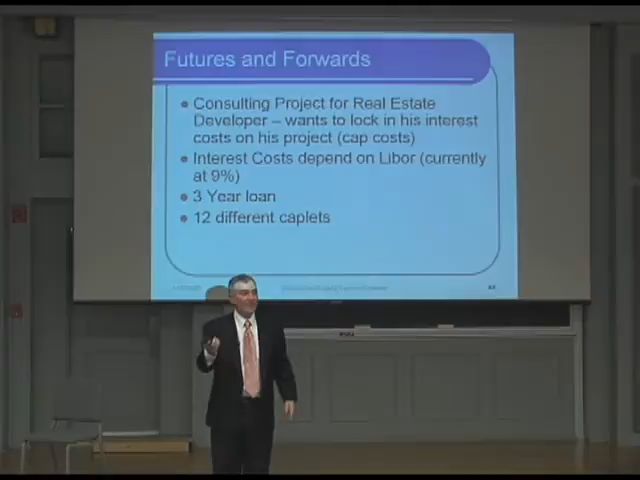 Futures and Forwards
Consulting Project for Real Estate
Developer – wants to lock in his interest
costs on his project (cap costs)
Interest Costs depend on Libor (currently
at 9%)
3 Year loan
12 different caplets